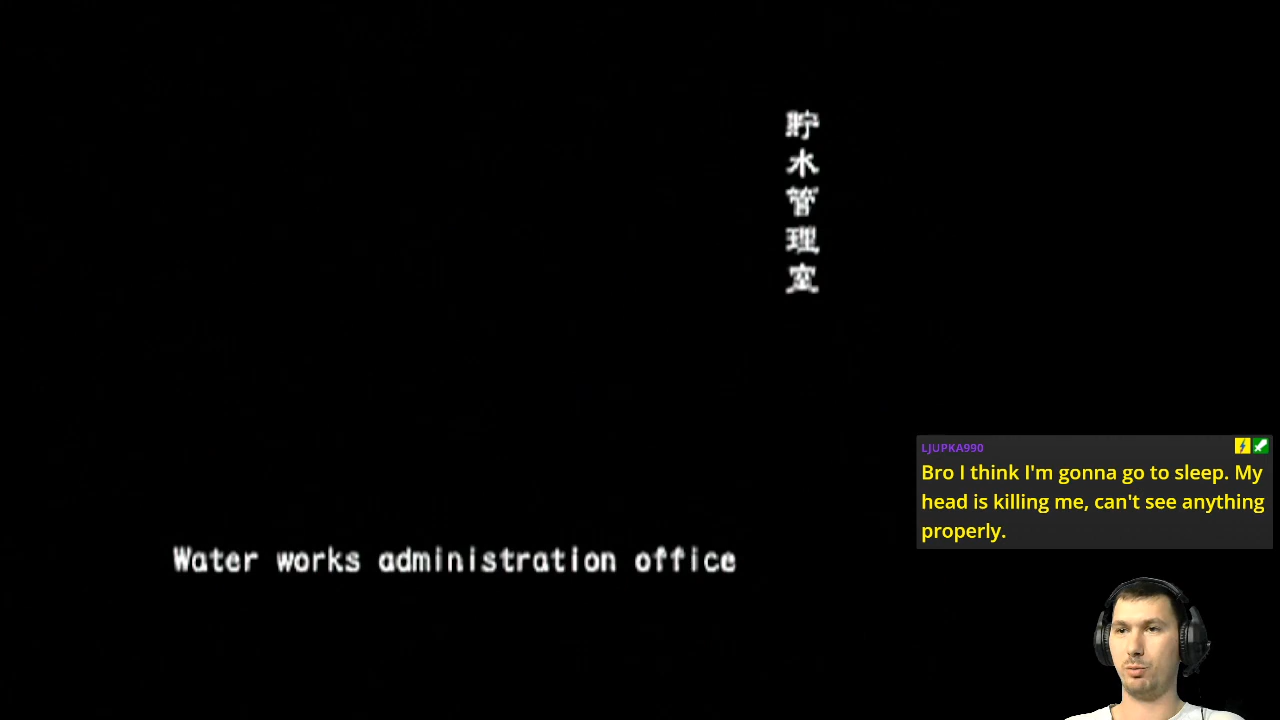 貯水管理室
Water works administration office
LJUPKA990
Bro I think I'm gonna go to sleep. My
head is killing me, can't see anything
properly.